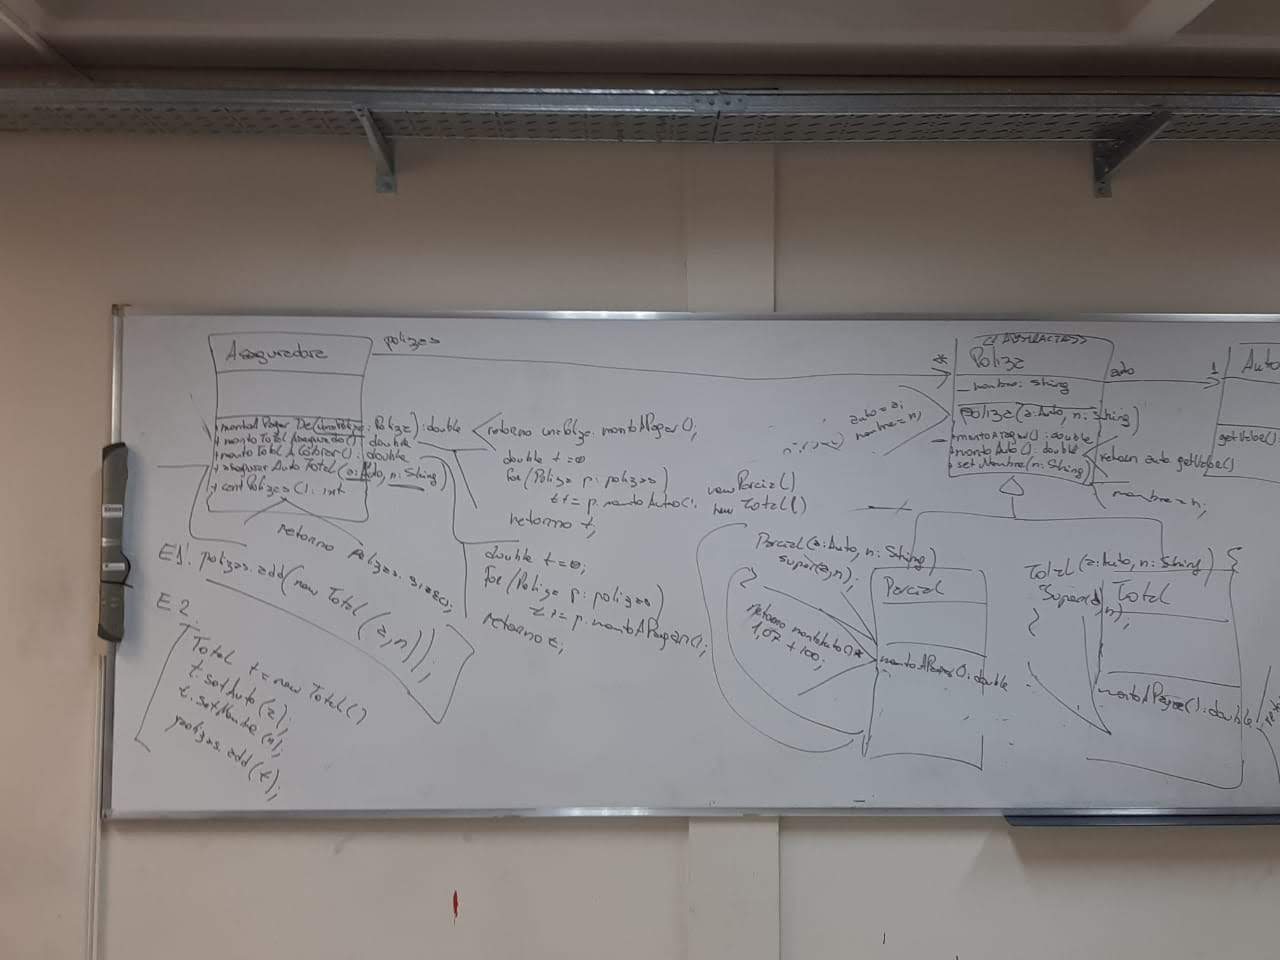 Aseguradora
polizas
+ montoAPagarDe(unaPoliza: Poliza): double
+ montoTotalAsegurado(): double
+ montoTotalACobrar(): double
+ asegurarAutoTotal(a: Auto, n: String)
+ cantPolizas(): int
retorno unaPoliza.montoAPagar();
double t = 0
for (Poliza p: polizas)
t += p.montoAuto();
retorno t;
double t = 0;
for (Poliza p: polizas)
t += p.montoAPagar();
retorno t;
retorno polizas.size();
E1: polizas.add(new Total(a,n));
E2.
Total t = new Total()
t.setAuto(a);
t.setNombre(n);
polizas.add(t);
*
<<ABSTRACT>>
Poliza
- nombre: String
Poliza(a: Auto, n: String)
+ montoAPagar(): double
+ montoAuto(): double
+ setNombre(n: String)
auto = a;
nombre = n;
return auto.getValor()
nombre = n;
auto
1
Auto
getValor()
new Parcial()
new Total()
Parcial(a: Auto, n: String)
super(a,n);
}
Parcial
retorno montoAuto() *
1,07 + 100;
montoAPagar(): double
Total(a: Auto, n: String) {
Super(a,n);
}
Total
montoAPagar(): double